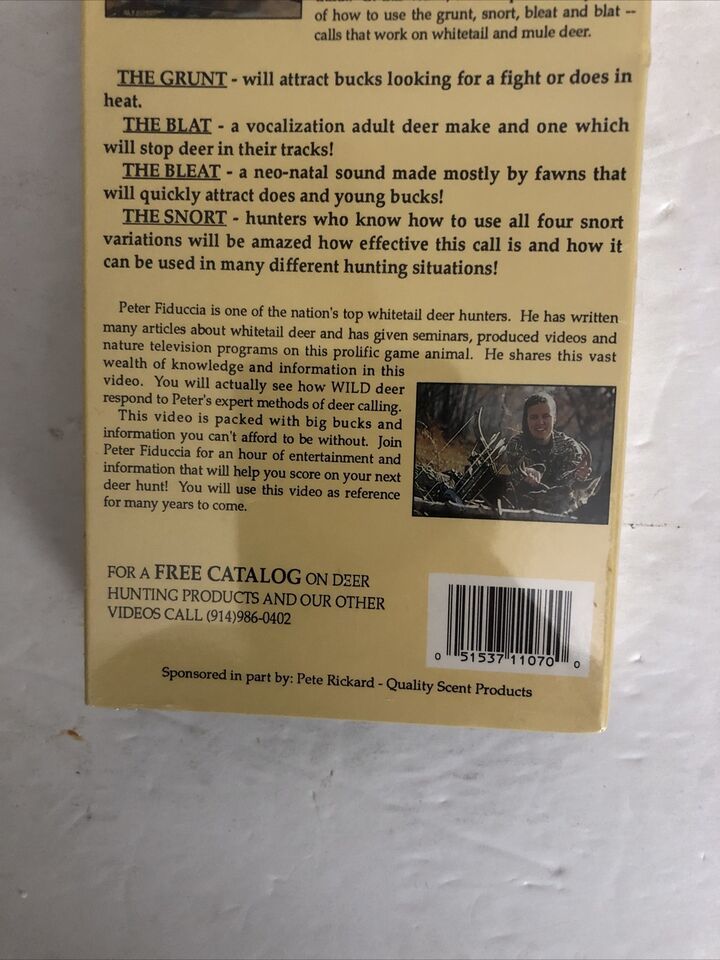 of how to use the grunt, snort, bleat and blat --
calls that work on whitetail and mule deer.
THE GRUNT - will attract bucks looking for a fight or does in
heat.
THE BLAT - a vocalization adult deer make and one which
will stop deer in their tracks!
THE BLEAT - a neo-natal sound made mostly by fawns that
will quickly attract does and young bucks!
THE SNORT - hunters who know how to use all four snort
variations will be amazed how effective this call is and how it
can be used in many different hunting situations!
Peter Fiduccia is one of the nation's top whitetail deer hunters. He has written
many articles about whitetail deer and has given seminars, produced videos and
nature television programs on this prolific game animal. He shares this vast
wealth of knowledge and information in this
video. You will actually see how WILD deer
respond to Peter's expert methods of deer calling.
This video is packed with big bucks and
information you can't afford to be without. Join
Peter Fiduccia for an hour of entertainment and
information that will help you score on your next
deer hunt! You will use this video as reference
for many years to come.
FOR A FREE CATALOG ON DEER
HUNTING PRODUCTS AND OUR OTHER
VIDEOS CALL (914)986-0402
0 51537 11070 0
Sponsored in part by: Pete Rickard - Quality Scent Products